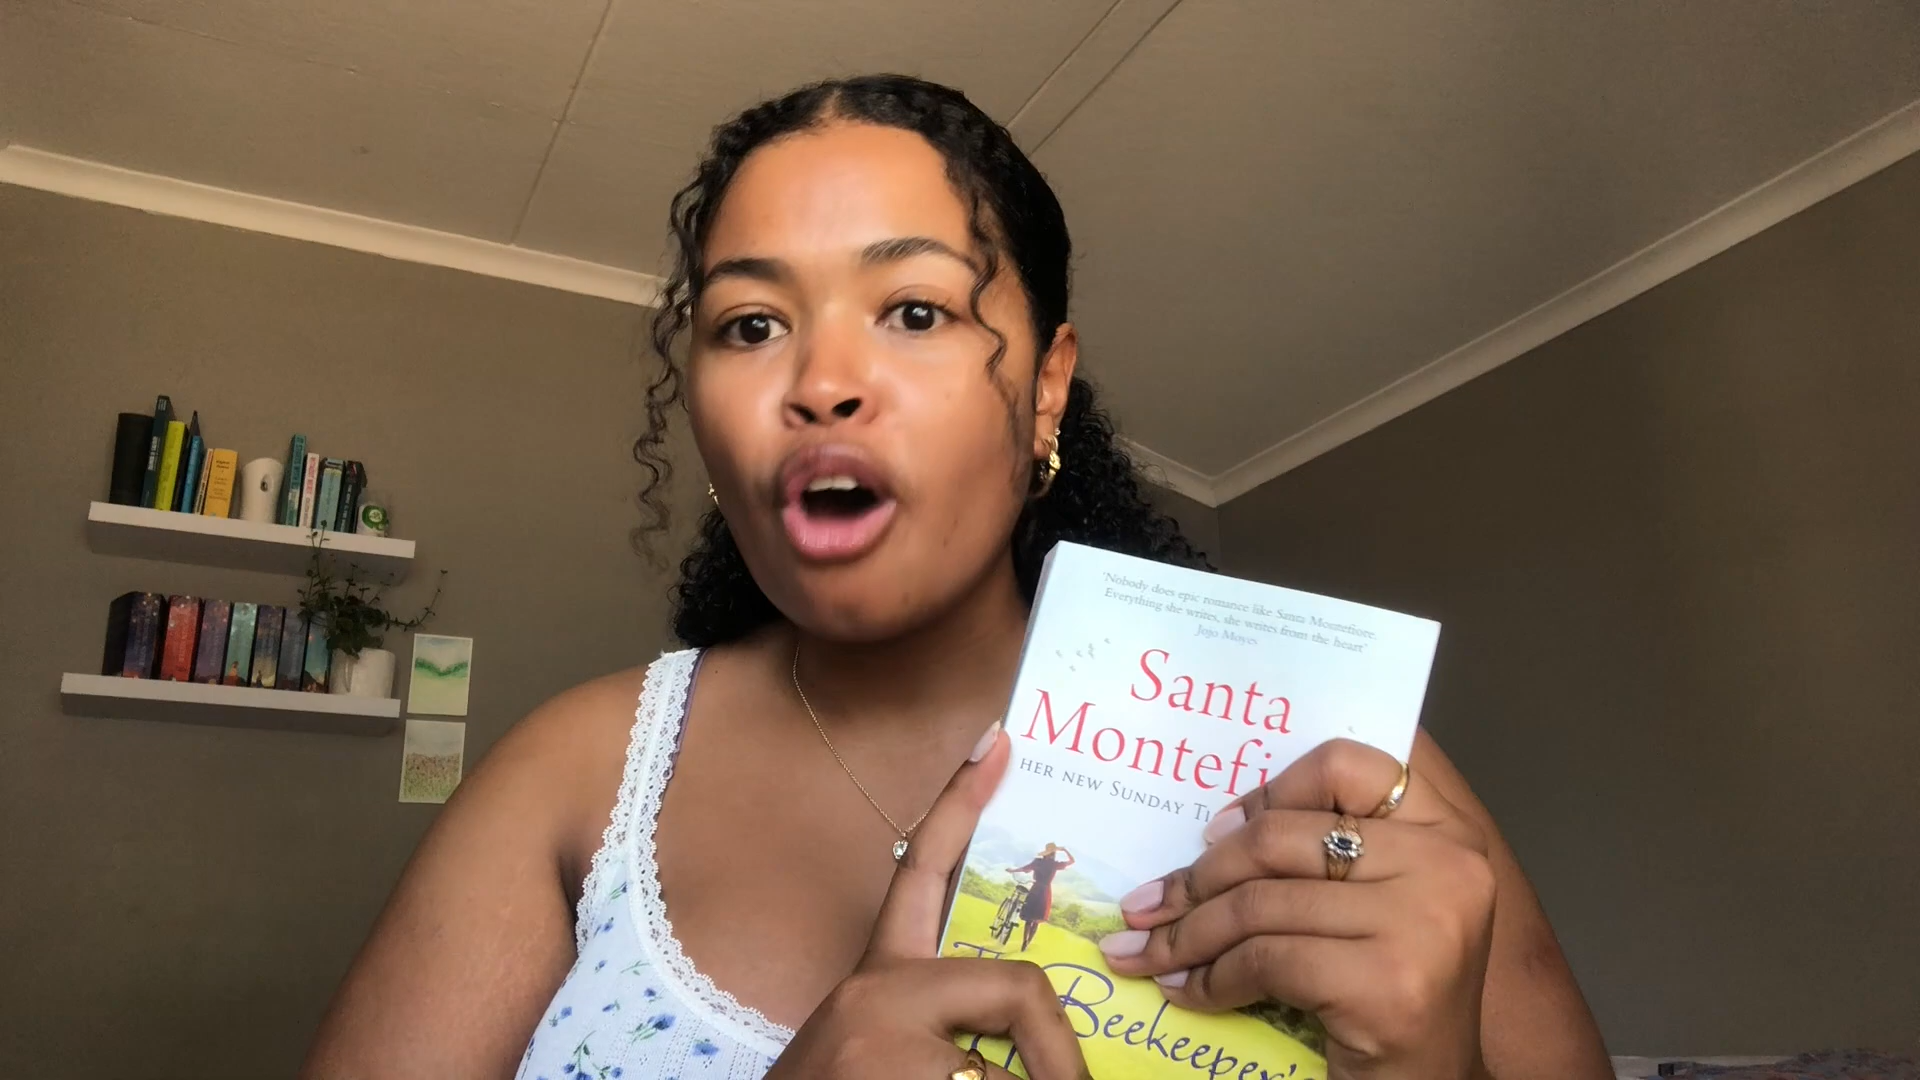 'Nobody does epic romance like Santa Montefiore.
Everything she writes, she writes from the heart'
Jojo Moyes
Santa
Montefi
HER NEW SUNDAY TI
Th
Beekeeper's